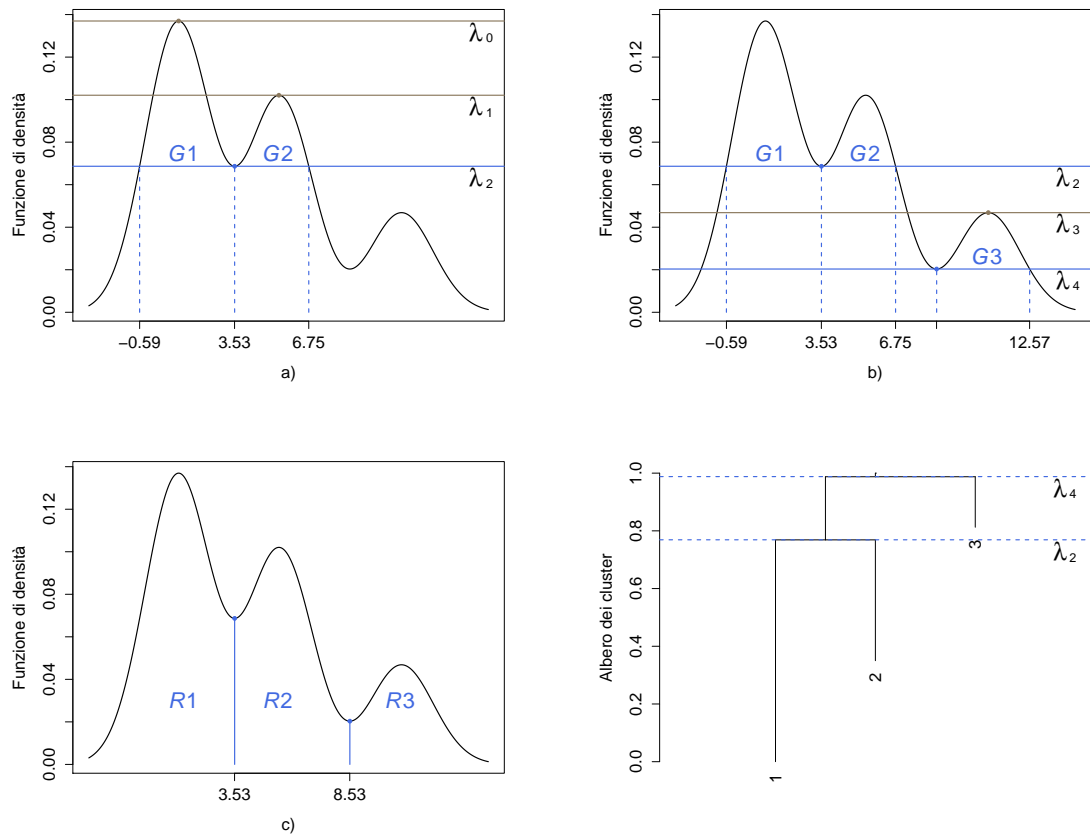 Funzione di densità
0.00 0.04 0.08 0.12
λ0
λ1
λ2
G1 G2
−0.59 3.53 6.75
a)
Funzione di densità
0.00 0.04 0.08 0.12
G1 G2
λ2
λ3
G3
λ4
−0.59 3.53 6.75 12.57
b)
Funzione di densità
0.00 0.04 0.08 0.12
R1 R2 R3
3.53 8.53
c)
Albero dei cluster
0.0 0.2 0.4 0.6 0.8 1.0
λ4
λ2
3
2
1